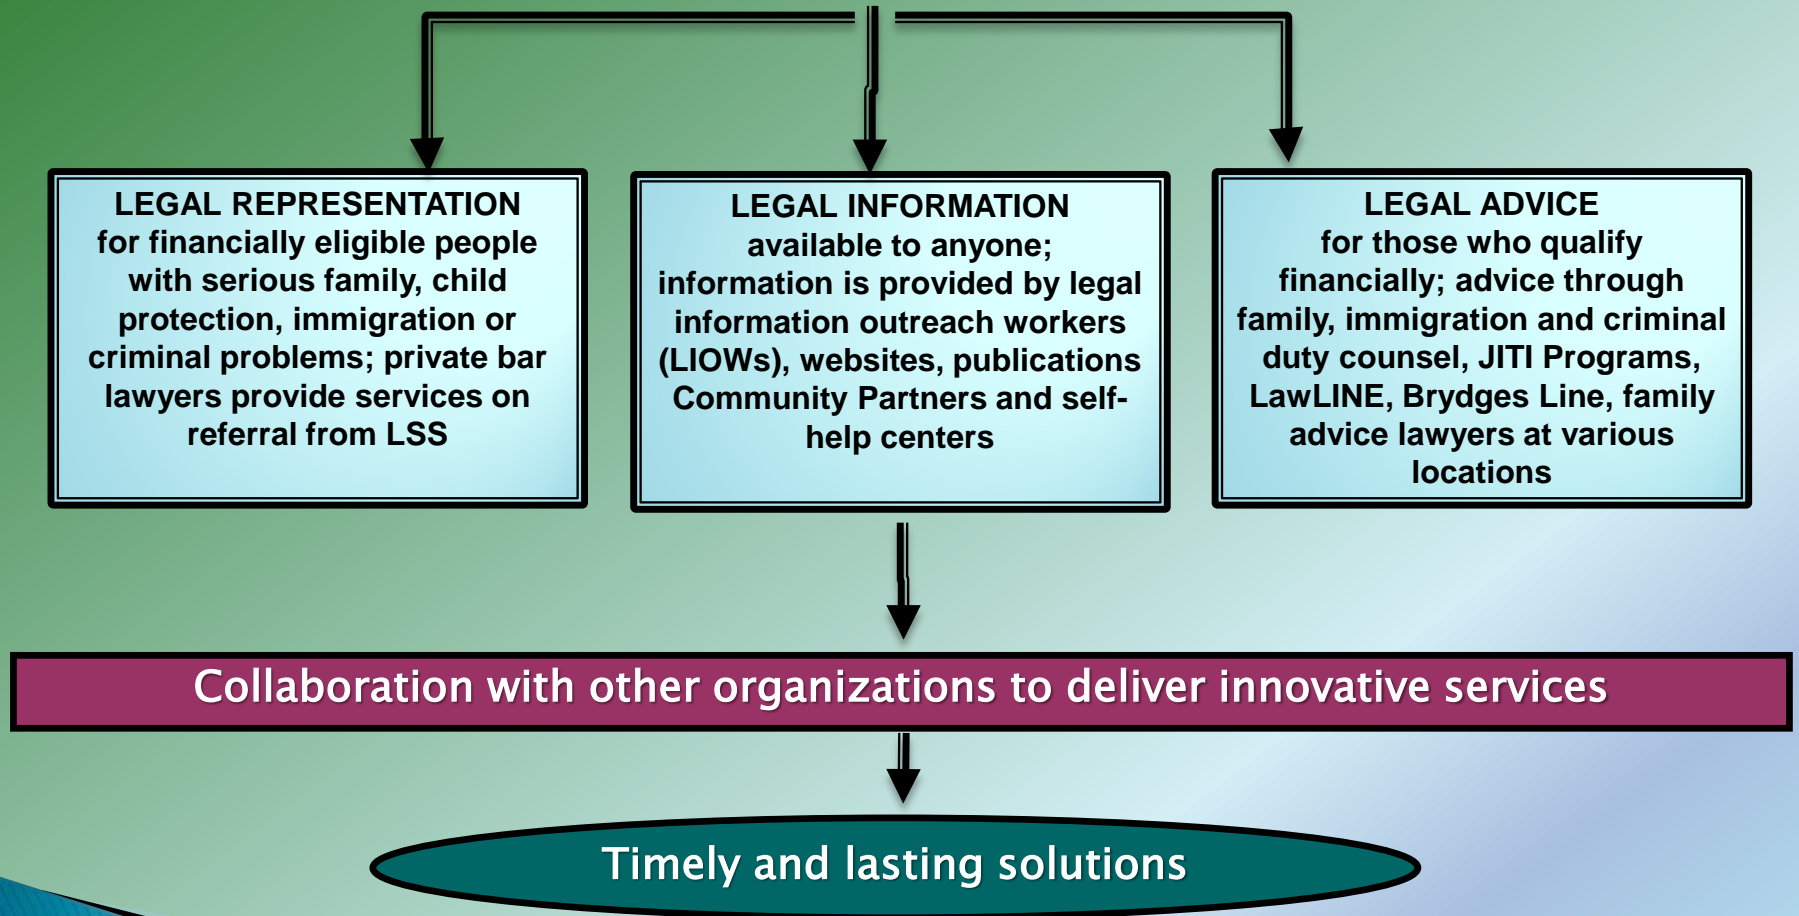 LEGAL REPRESENTATION
for financially eligible people
with serious family, child
protection, immigration or
criminal problems; private bar
lawyers provide services on
referral from LSS
LEGAL INFORMATION
available to anyone;
information is provided by legal
information outreach workers
(LIOWs), websites, publications
Community Partners and self-
help centers
LEGAL ADVICE
for those who qualify
financially; advice through
family, immigration and criminal
duty counsel, JITI Programs,
LawLINE, Brydges Line, family
advice lawyers at various
locations
Collaboration with other organizations to deliver innovative services
Timely and lasting solutions